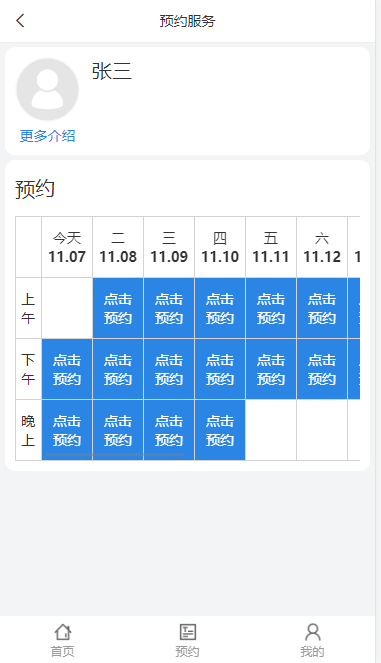 预约服务
张三
更多介绍
预约
今天 二 三 四 五 六
11.07 11.08 11.09 11.10 11.11 11.12
上 点击 点击 点击 点击 点击
午 预约 预约 预约 预约 预约
下 点击 点击 点击 点击 点击 点击
午 预约 预约 预约 预约 预约 预约
晚 点击 点击 点击 点击
上 预约 预约 预约 预约
首页 预约 我的